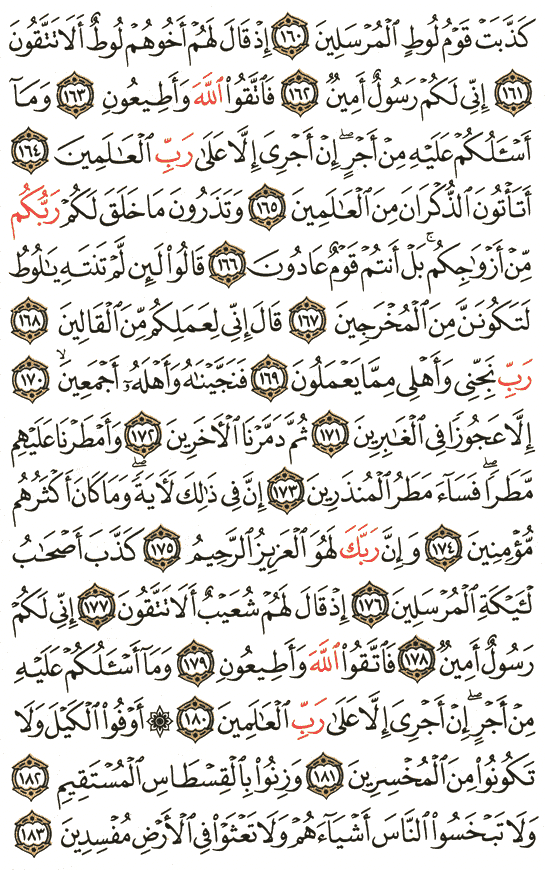 كَذَّبَتْ قَوْمُ لُوطٍ ٱلْمُرْسَلِينَ ١٦٠ إِذْ قَالَ لَهُمْ أَخُوهُمْ لُوطٌ أَلَا تَتَّقُونَ
١٦١ إِنِّى لَكُمْ رَسُولٌ أَمِينٌ ١٦٢ فَٱتَّقُوا۟ ٱللَّهَ وَأَطِيعُونِ ١٦٣ وَمَآ
أَسْـَٔلُكُمْ عَلَيْهِ مِنْ أَجْرٍ ۖ إِنْ أَجْرِىَ إِلَّا عَلَىٰ رَبِّ ٱلْعَـٰلَمِينَ ١٦٤
أَتَأْتُونَ ٱلذُّكْرَانَ مِنَ ٱلْعَـٰلَمِينَ ١٦٥ وَتَذَرُونَ مَا خَلَقَ لَكُمْ رَبُّكُم
مِّنْ أَزْوَٰجِكُم ۚ بَلْ أَنتُمْ قَوْمٌ عَادُونَ ١٦٦ قَالُوا۟ لَئِن لَّمْ تَنتَهِ يَـٰلُوطُ
لَتَكُونَنَّ مِنَ ٱلْمُخْرَجِينَ ١٦٧ قَالَ إِنِّى لِعَمَلِكُم مِّنَ ٱلْقَالِينَ ١٦٨
رَبِّ نَجِّنِى وَأَهْلِى مِمَّا يَعْمَلُونَ ١٦٩ فَنَجَّيْنَـٰهُ وَأَهْلَهُۥٓ أَجْمَعِينَ ۙ ١٧٠
إِلَّا عَجُوزًا فِى ٱلْغَـٰبِرِينَ ١٧١ ثُمَّ دَمَّرْنَا ٱلْـَٔاخَرِينَ ١٧٢ وَأَمْطَرْنَا عَلَيْهِم
مَّطَرًا ۖ فَسَآءَ مَطَرُ ٱلْمُنذَرِينَ ١٧٣ إِنَّ فِى ذَٰلِكَ لَـَٔايَةً ۖ وَمَا كَانَ أَكْثَرُهُم
مُّؤْمِنِينَ ١٧٤ وَإِنَّ رَبَّكَ لَهُوَ ٱلْعَزِيزُ ٱلرَّحِيمُ ١٧٥ كَذَّبَ أَصْحَـٰبُ
لْـَٔيْكَةِ ٱلْمُرْسَلِينَ ١٧٦ إِذْ قَالَ لَهُمْ شُعَيْبٌ أَلَا تَتَّقُونَ ١٧٧ إِنِّى لَكُمْ
رَسُولٌ أَمِينٌ ١٧٨ فَٱتَّقُوا۟ ٱللَّهَ وَأَطِيعُونِ ١٧٩ وَمَآ أَسْـَٔلُكُمْ عَلَيْهِ
مِنْ أَجْرٍ ۖ إِنْ أَجْرِىَ إِلَّا عَلَىٰ رَبِّ ٱلْعَـٰلَمِينَ ١٨٠ ۞ أَوْفُوا۟ ٱلْكَيْلَ وَلَا
تَكُونُوا۟ مِنَ ٱلْمُخْسِرِينَ ١٨١ وَزِنُوا۟ بِٱلْقِسْطَاسِ ٱلْمُسْتَقِيمِ ١٨٢
وَلَا تَبْخَسُوا۟ ٱلنَّاسَ أَشْيَآءَهُمْ وَلَا تَعْثَوْا۟ فِى ٱلْأَرْضِ مُفْسِدِينَ ١٨٣